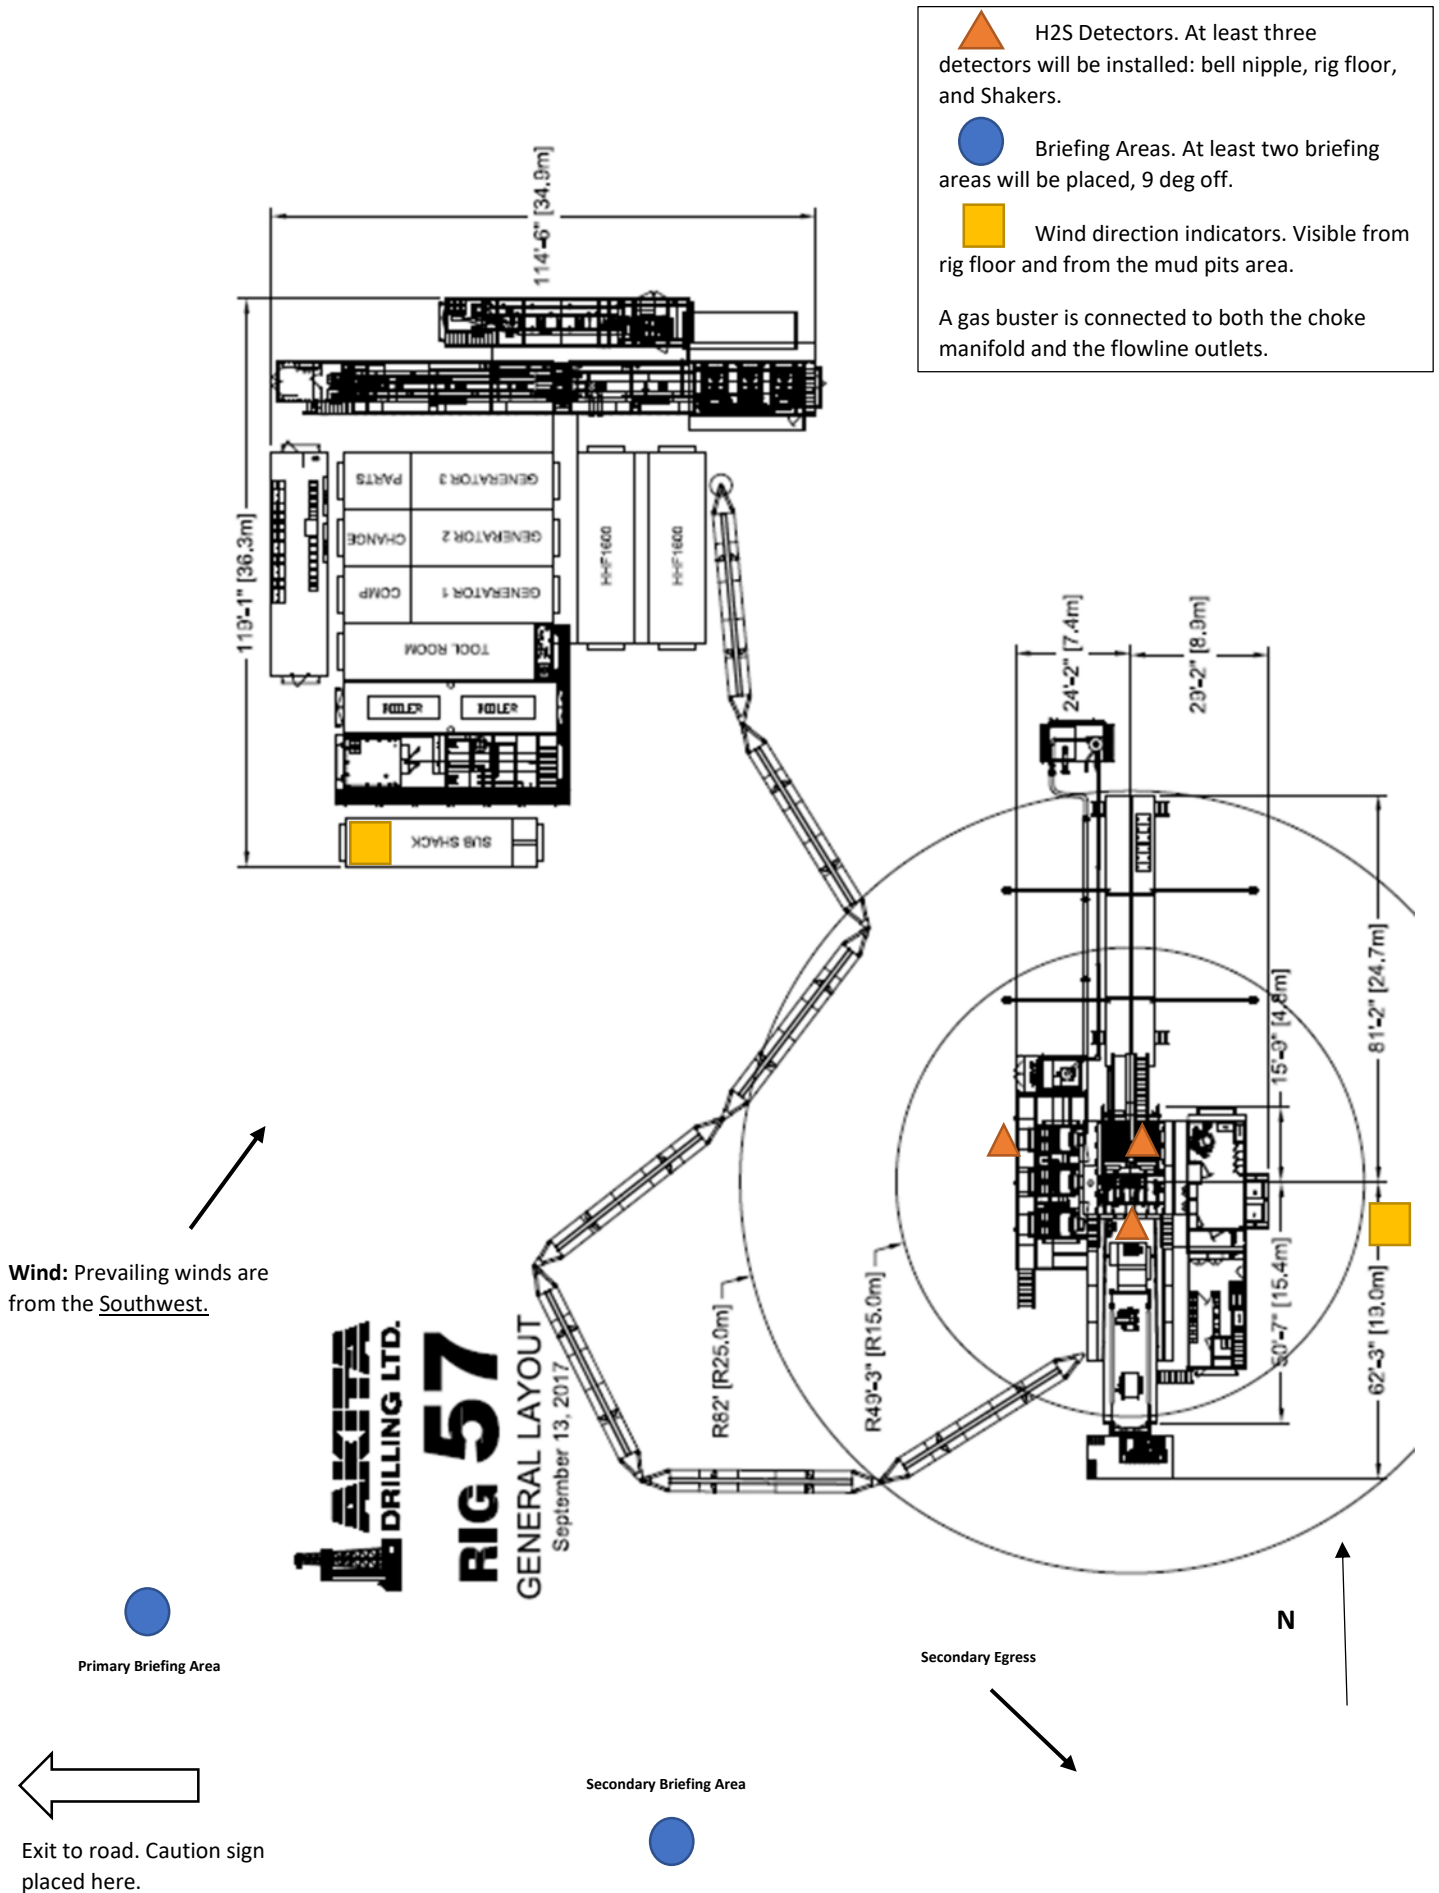 H2S Detectors. At least three
detectors will be installed: bell nipple, rig floor,
and Shakers.
Briefing Areas. At least two briefing
areas will be placed, 9 deg off.
Wind direction indicators. Visible from
rig floor and from the mud pits area.
A gas buster is connected to both the choke
manifold and the flowline outlets.
114'-6" [34.9m]
119'-1" [36.3m]
PARTS
GENERATOR 3
CHANGE
GENERATOR 2
COMP
GENERATOR 1
TOOL ROOM
BOILER
BOILER
SUB SHACK
HHF1600
HHF1600
24'-2" [7.4m]
29'-2" [8.9m]
81'-2" [24.7m]
15'-9" [4.8m]
50'-7" [15.4m]
62'-3" [19.0m]
R82' [R25.0m]
R49'-3" [R15.0m]
Wind: Prevailing winds are
from the Southwest.
AKITA
DRILLING LTD.
RIG 57
GENERAL LAYOUT
September 13, 2017
N
Primary Briefing Area
Secondary Egress
Secondary Briefing Area
Exit to road. Caution sign
placed here.